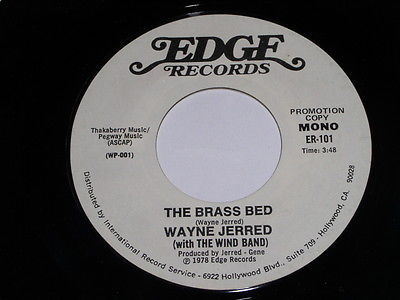 EDGE
RECORDS
Thakaberry Music/
Pegway Music
(ASCAP)
(WP-001)
PROMOTION
COPY
MONO
ER-101
Time: 3:48
THE BRASS BED
(Wayne Jerred)
WAYNE JERRED
(with THE WIND BAND)
Produced by Jerred - Gene
℗ 1978 Edge Records
Distributed by International Record Service - 6922 Hollywood Blvd., Suite 709 - Hollywood, CA. 90028